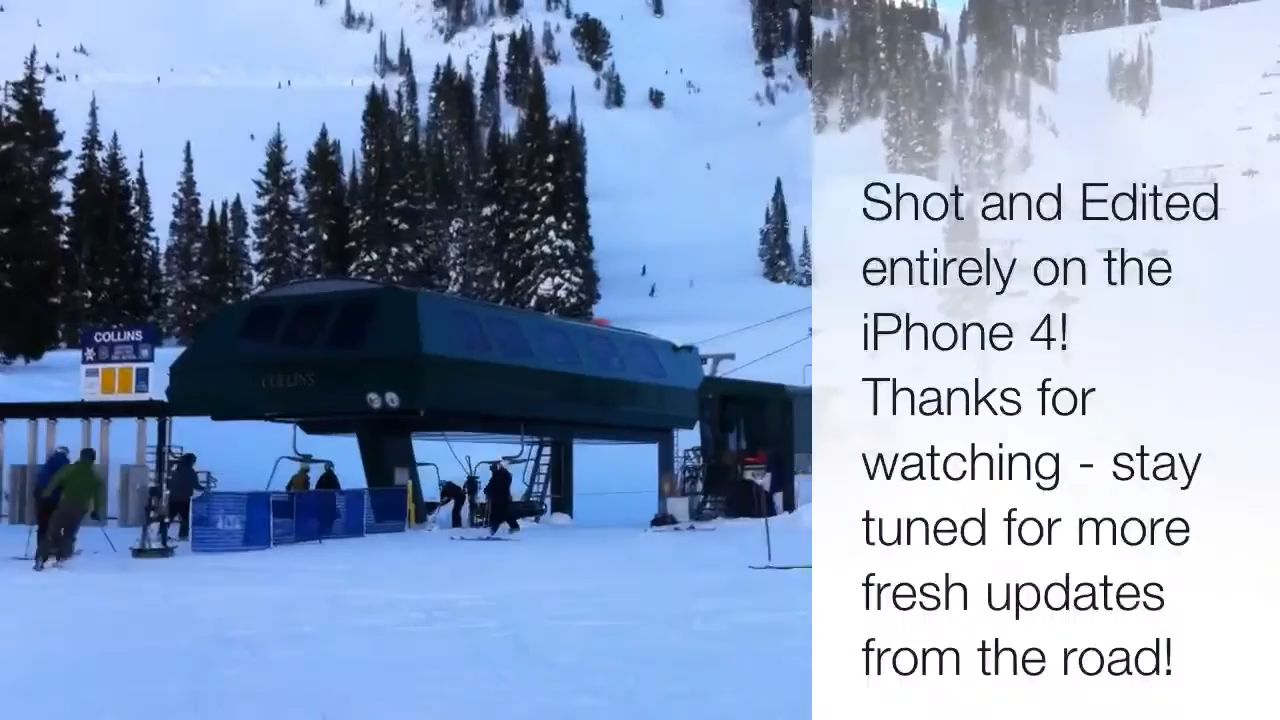 COLLINS
COLLINS
Shot and Edited
entirely on the
iPhone 4!
Thanks for
watching - stay
tuned for more
fresh updates
from the road!